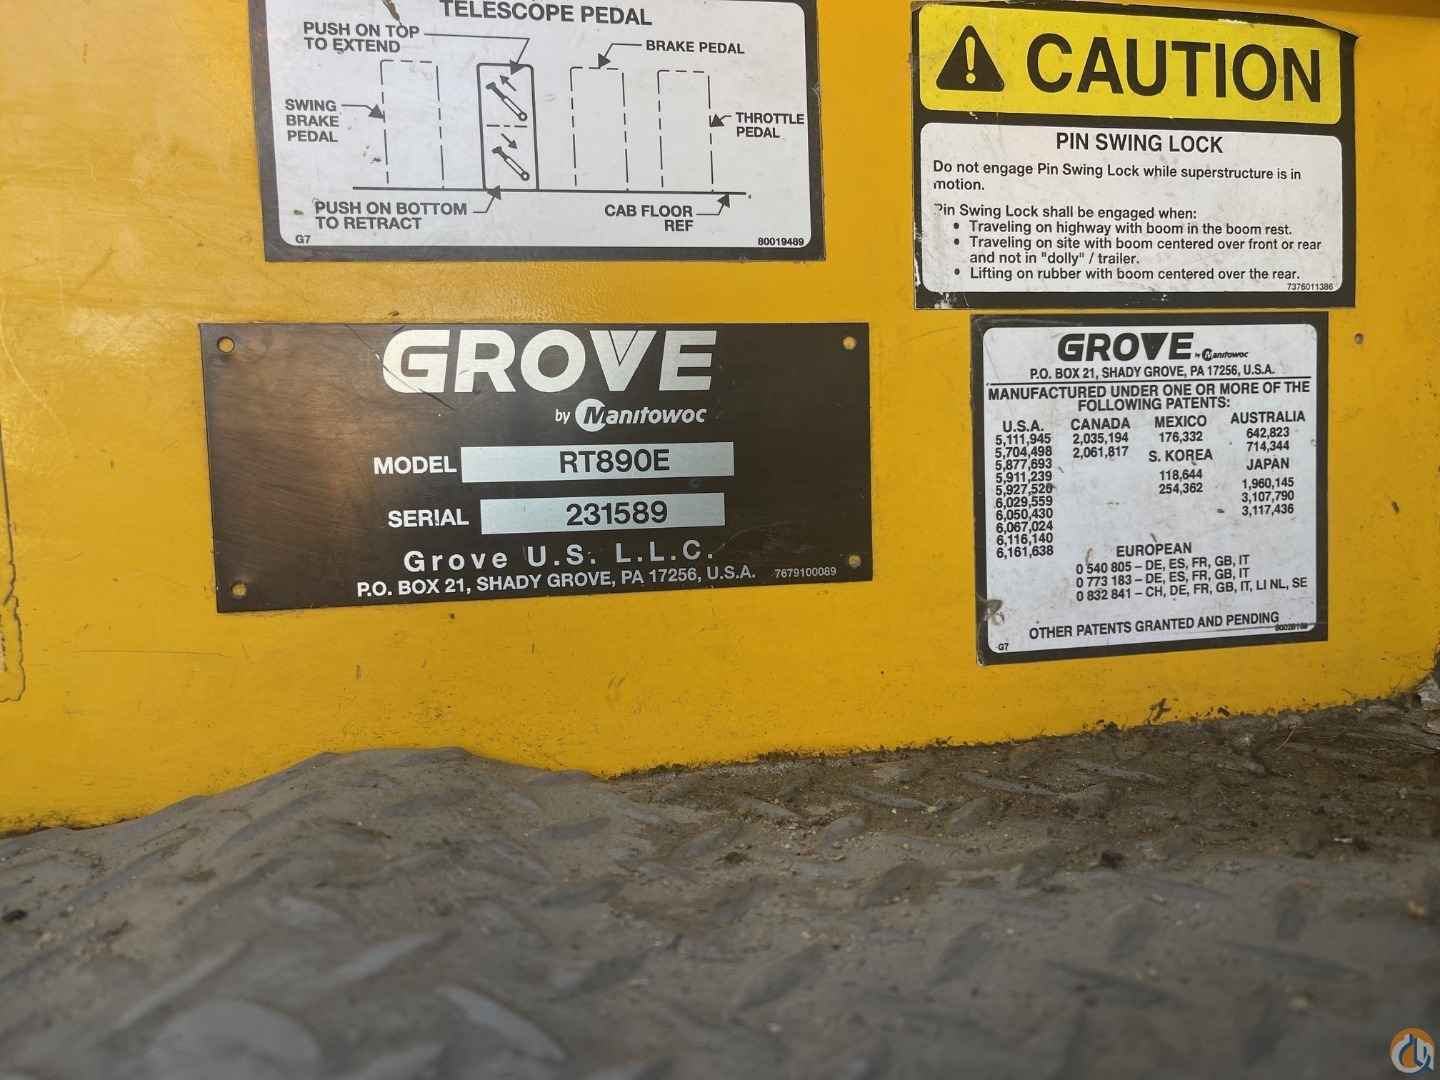 TELESCOPE PEDAL
PUSH ON TOP
TO EXTEND
BRAKE PEDAL
SWING
BRAKE
PEDAL
THROTTLE
PEDAL
PUSH ON BOTTOM
TO RETRACT
CAB FLOOR
REF
G7
80019489
CAUTION
PIN SWING LOCK
Do not engage Pin Swing Lock while superstructure is in
motion.
Pin Swing Lock shall be engaged when:
• Traveling on highway with boom in the boom rest.
• Traveling on site with boom centered over front or rear
and not in "dolly" / trailer.
• Lifting on rubber with boom centered over the rear.
7376011386
GROVE
by Manitowoc
MODEL RT890E
SERIAL 231589
Grove U.S. L.L.C.
P.O. BOX 21, SHADY GROVE, PA 17256, U.S.A. 7679100089
GROVE by Manitowoc
P.O. BOX 21, SHADY GROVE, PA 17256, U.S.A.
MANUFACTURED UNDER ONE OR MORE OF THE
FOLLOWING PATENTS:
U.S.A.
5,111,945
5,704,498
5,877,693
5,911,239
5,927,520
6,029,559
6,050,430
6,067,024
6,116,140
6,161,638
CANADA
2,035,194
2,061,817
MEXICO
176,332
S. KOREA
118,644
254,362
AUSTRALIA
642,823
714,344
JAPAN
1,960,145
3,107,790
3,117,436
EUROPEAN
0 540 805 – DE, ES, FR, GB, IT
0 773 183 – DE, ES, FR, GB, IT
0 832 841 – CH, DE, FR, GB, IT, LI NL, SE
OTHER PATENTS GRANTED AND PENDING
G7